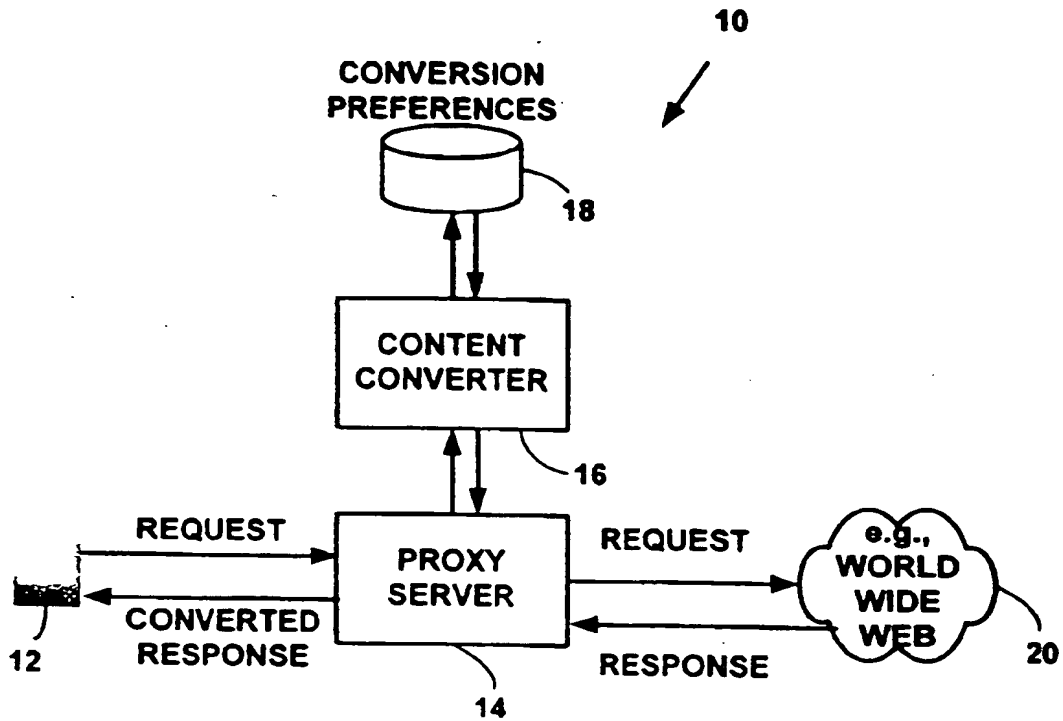 10
CONVERSION
PREFERENCES
18
CONTENT
CONVERTER
16
REQUEST
PROXY
SERVER
REQUEST
e.g.,
WORLD
WIDE
WEB
12
CONVERTED
RESPONSE
14
RESPONSE
20